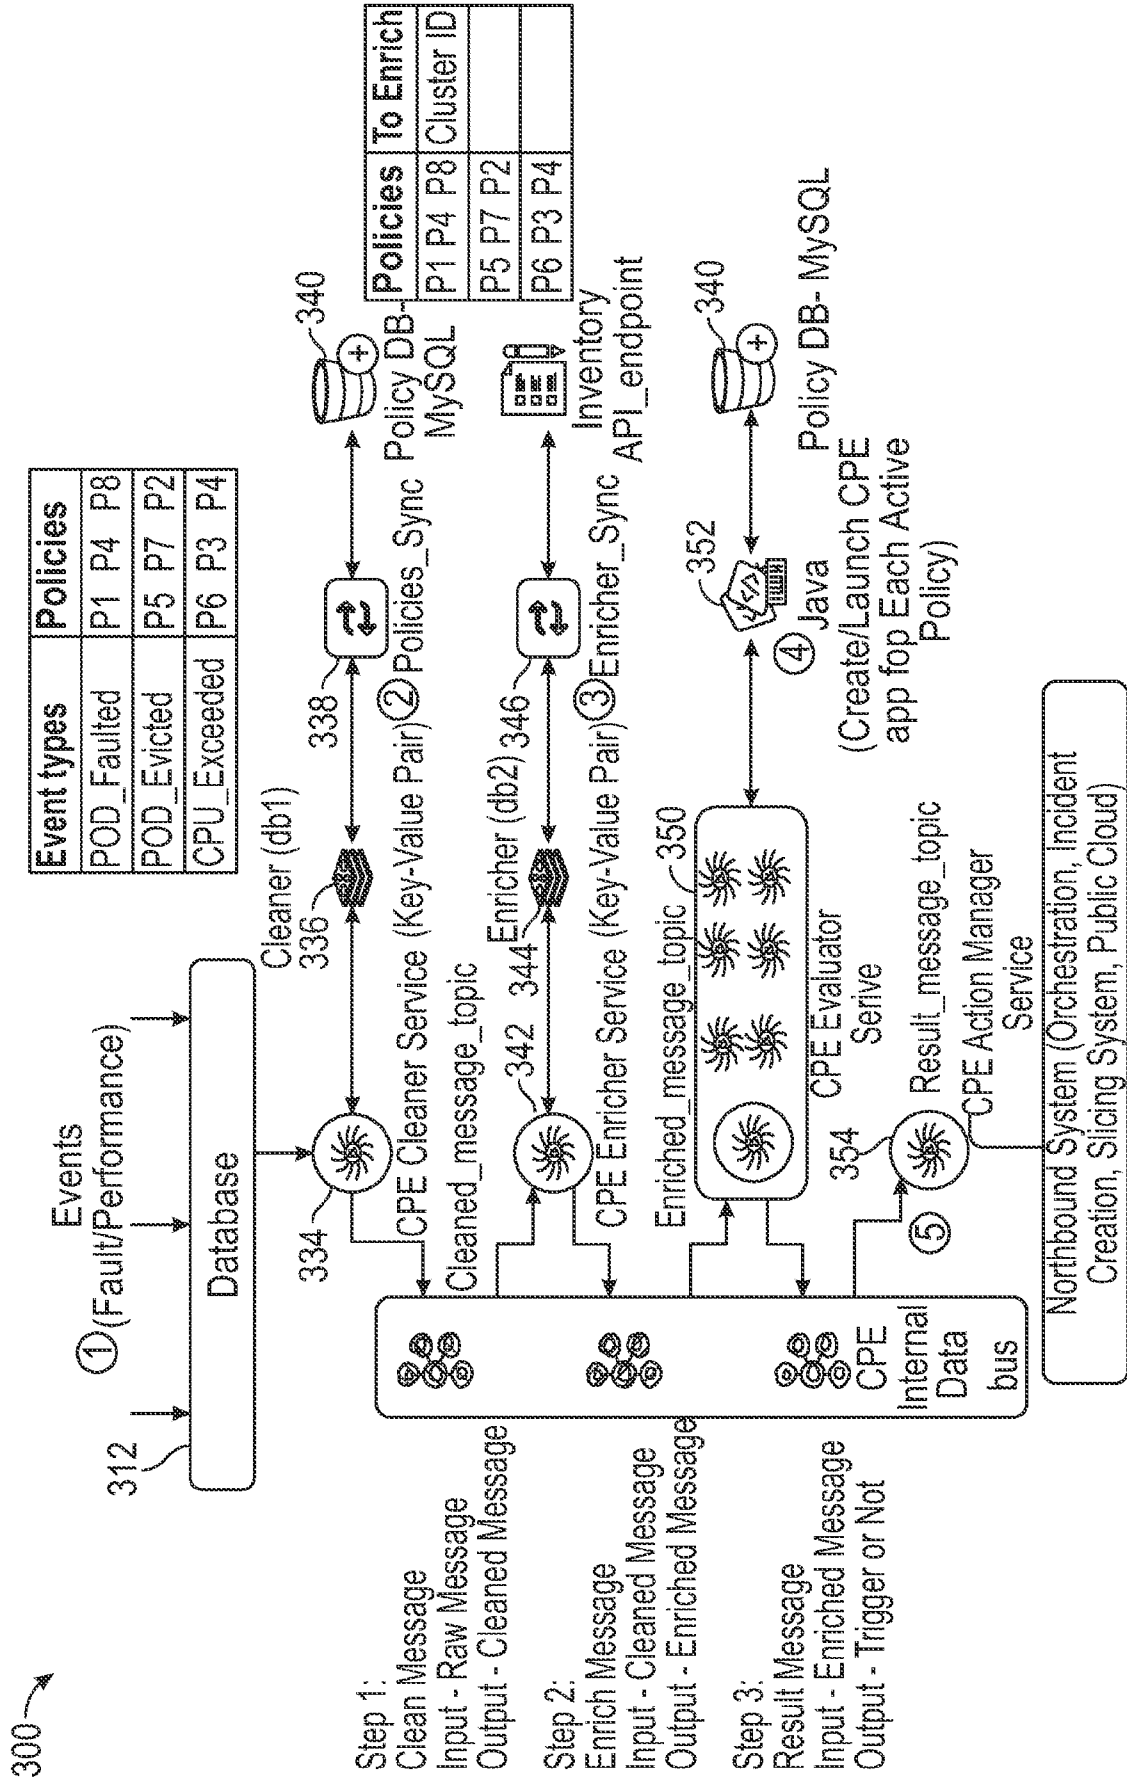 300
Events
1 (Fault/Performance)
312
Database
Event types Policies
POD_Faulted P1 P4 P8
POD_Evicted P5 P7 P2
CPU_Exceeded P6 P3 P4
Step 1:
Clean Message
Input - Raw Message
Output - Cleaned Message
334
CPE Cleaner Service (Key-Value Pair)
Cleaned_message_topic
Cleaner (db1)
336
338
2 Policies_Sync
340
Policy DB-
MySQL
Policies To Enrich
P1 P4 P8 Cluster ID
P5 P7 P2
P6 P3 P4
Step 2:
Enrich Message
Input - Cleaned Message
Output - Enriched Message
342
CPE Enricher Service (Key-Value Pair)
Enriched_message_topic
Enricher (db2)
344
346
3 Enricher_Sync
Inventory
API_endpoint
Step 3:
Result Message
Input - Enriched Message
Output - Trigger or Not
350
CPE Evaluator
Serive
352
4 Java
(Create/Launch CPE
app fop Each Active
Policy)
340
Policy DB- MySQL
CPE
Internal
Data
bus
5
354
Result_message_topic
CPE Action Manager
Service
Northbound System (Orchestration, Incident
Creation, Slicing System, Public Cloud)